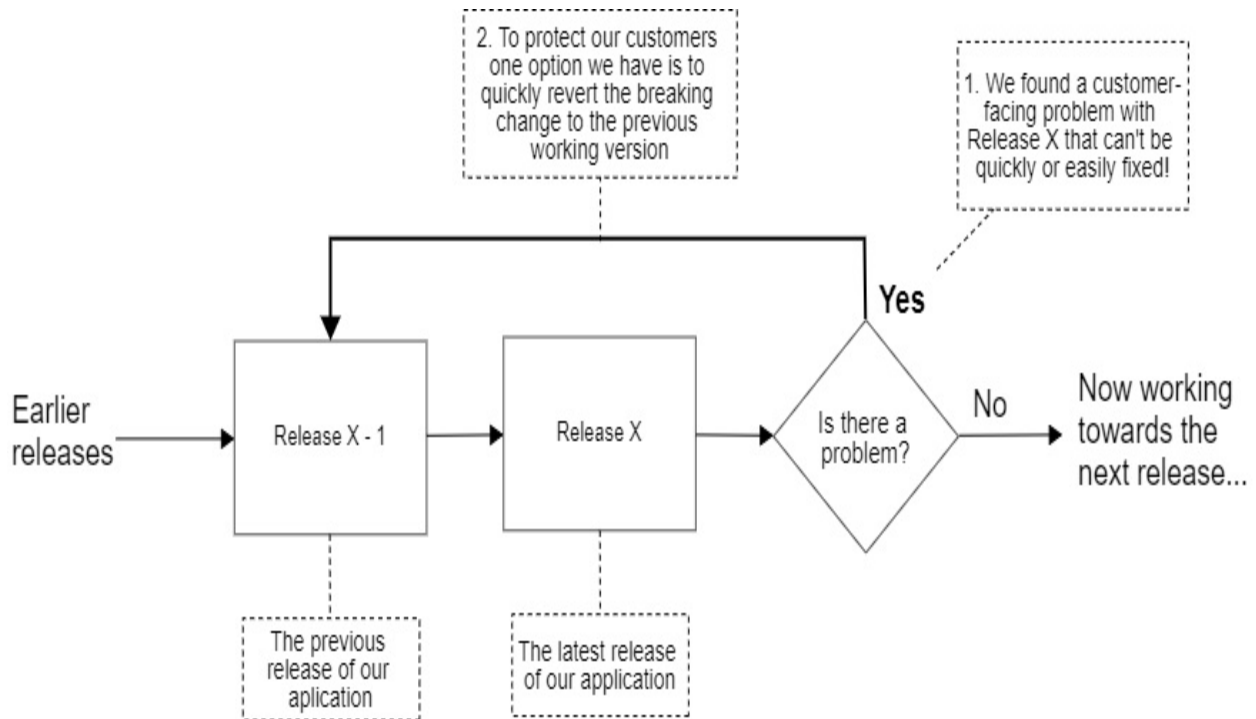 2. To protect our customers
one option we have is to
quickly revert the breaking
change to the previous
working version
1. We found a customer-
facing problem with
Release X that can't be
quickly or easily fixed!
Yes
Earlier
releases
Release X - 1
Release X
Is there a
problem?
No
Now working
towards the
next release...
The previous
release of our
aplication
The latest release
of our application